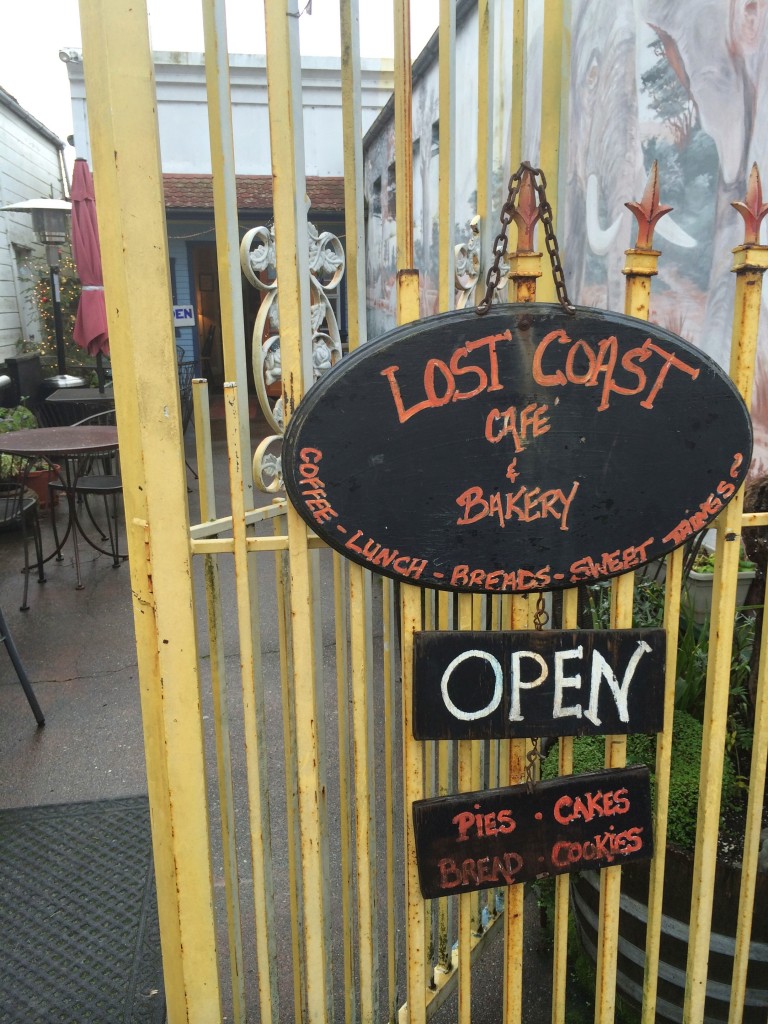 LOST COAST
CAFE'
&
BAKERY
COFFEE - LUNCH - BREADS - SWEET THINGS ~
OPEN
PIES · CAKES
BREAD · COOKIES